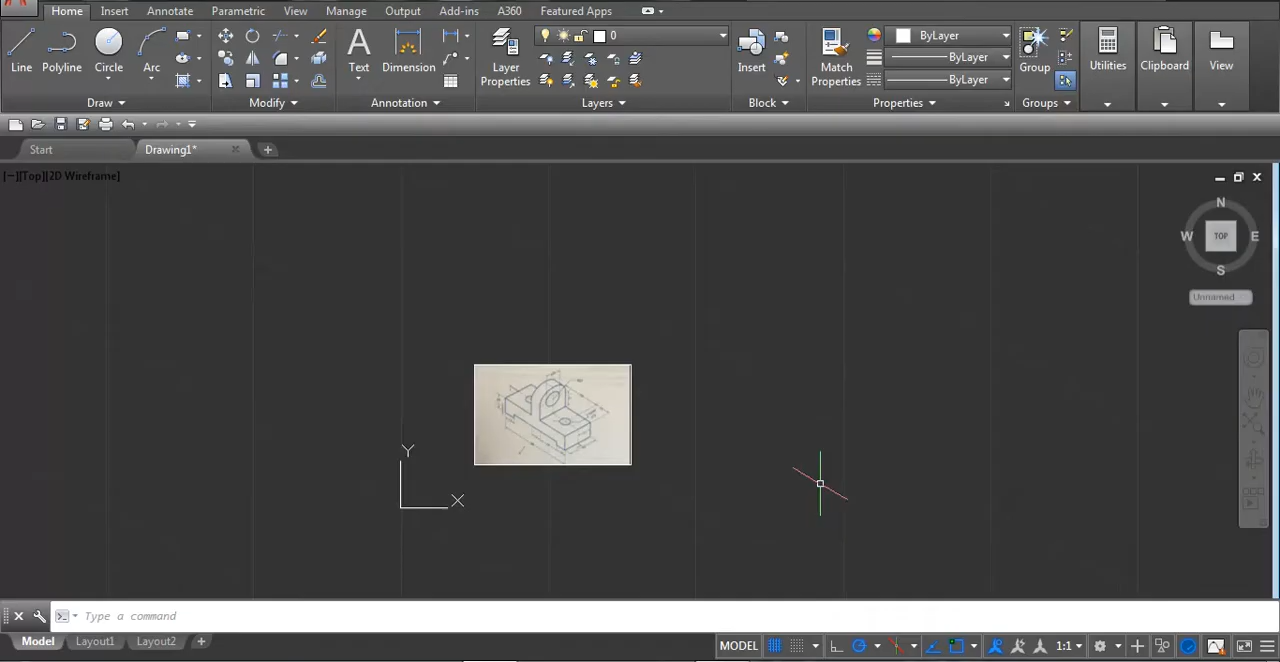 Home Insert Annotate Parametric View Manage Output Add-ins A360 Featured Apps
Line Polyline Circle Arc Text Dimension Layer Properties 0 Insert Match Properties ByLayer ByLayer ByLayer Group Utilities Clipboard View
Draw Modify Annotation Layers Block Properties Groups
Start Drawing1*
[−][Top][2D Wireframe]
N
W TOP E
S
Unnamed
Y
X
Type a command
Model Layout1 Layout2 MODEL 1:1